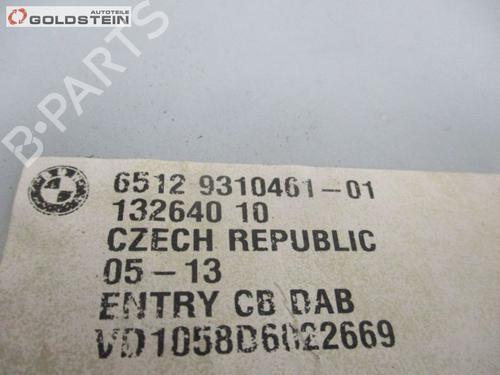 AUTOTEILE
GOLDSTEIN
B-PARTS
6512 9310461-01
132640 10
CZECH REPUBLIC
05-13
ENTRY CB DAB
VD1058D6022669